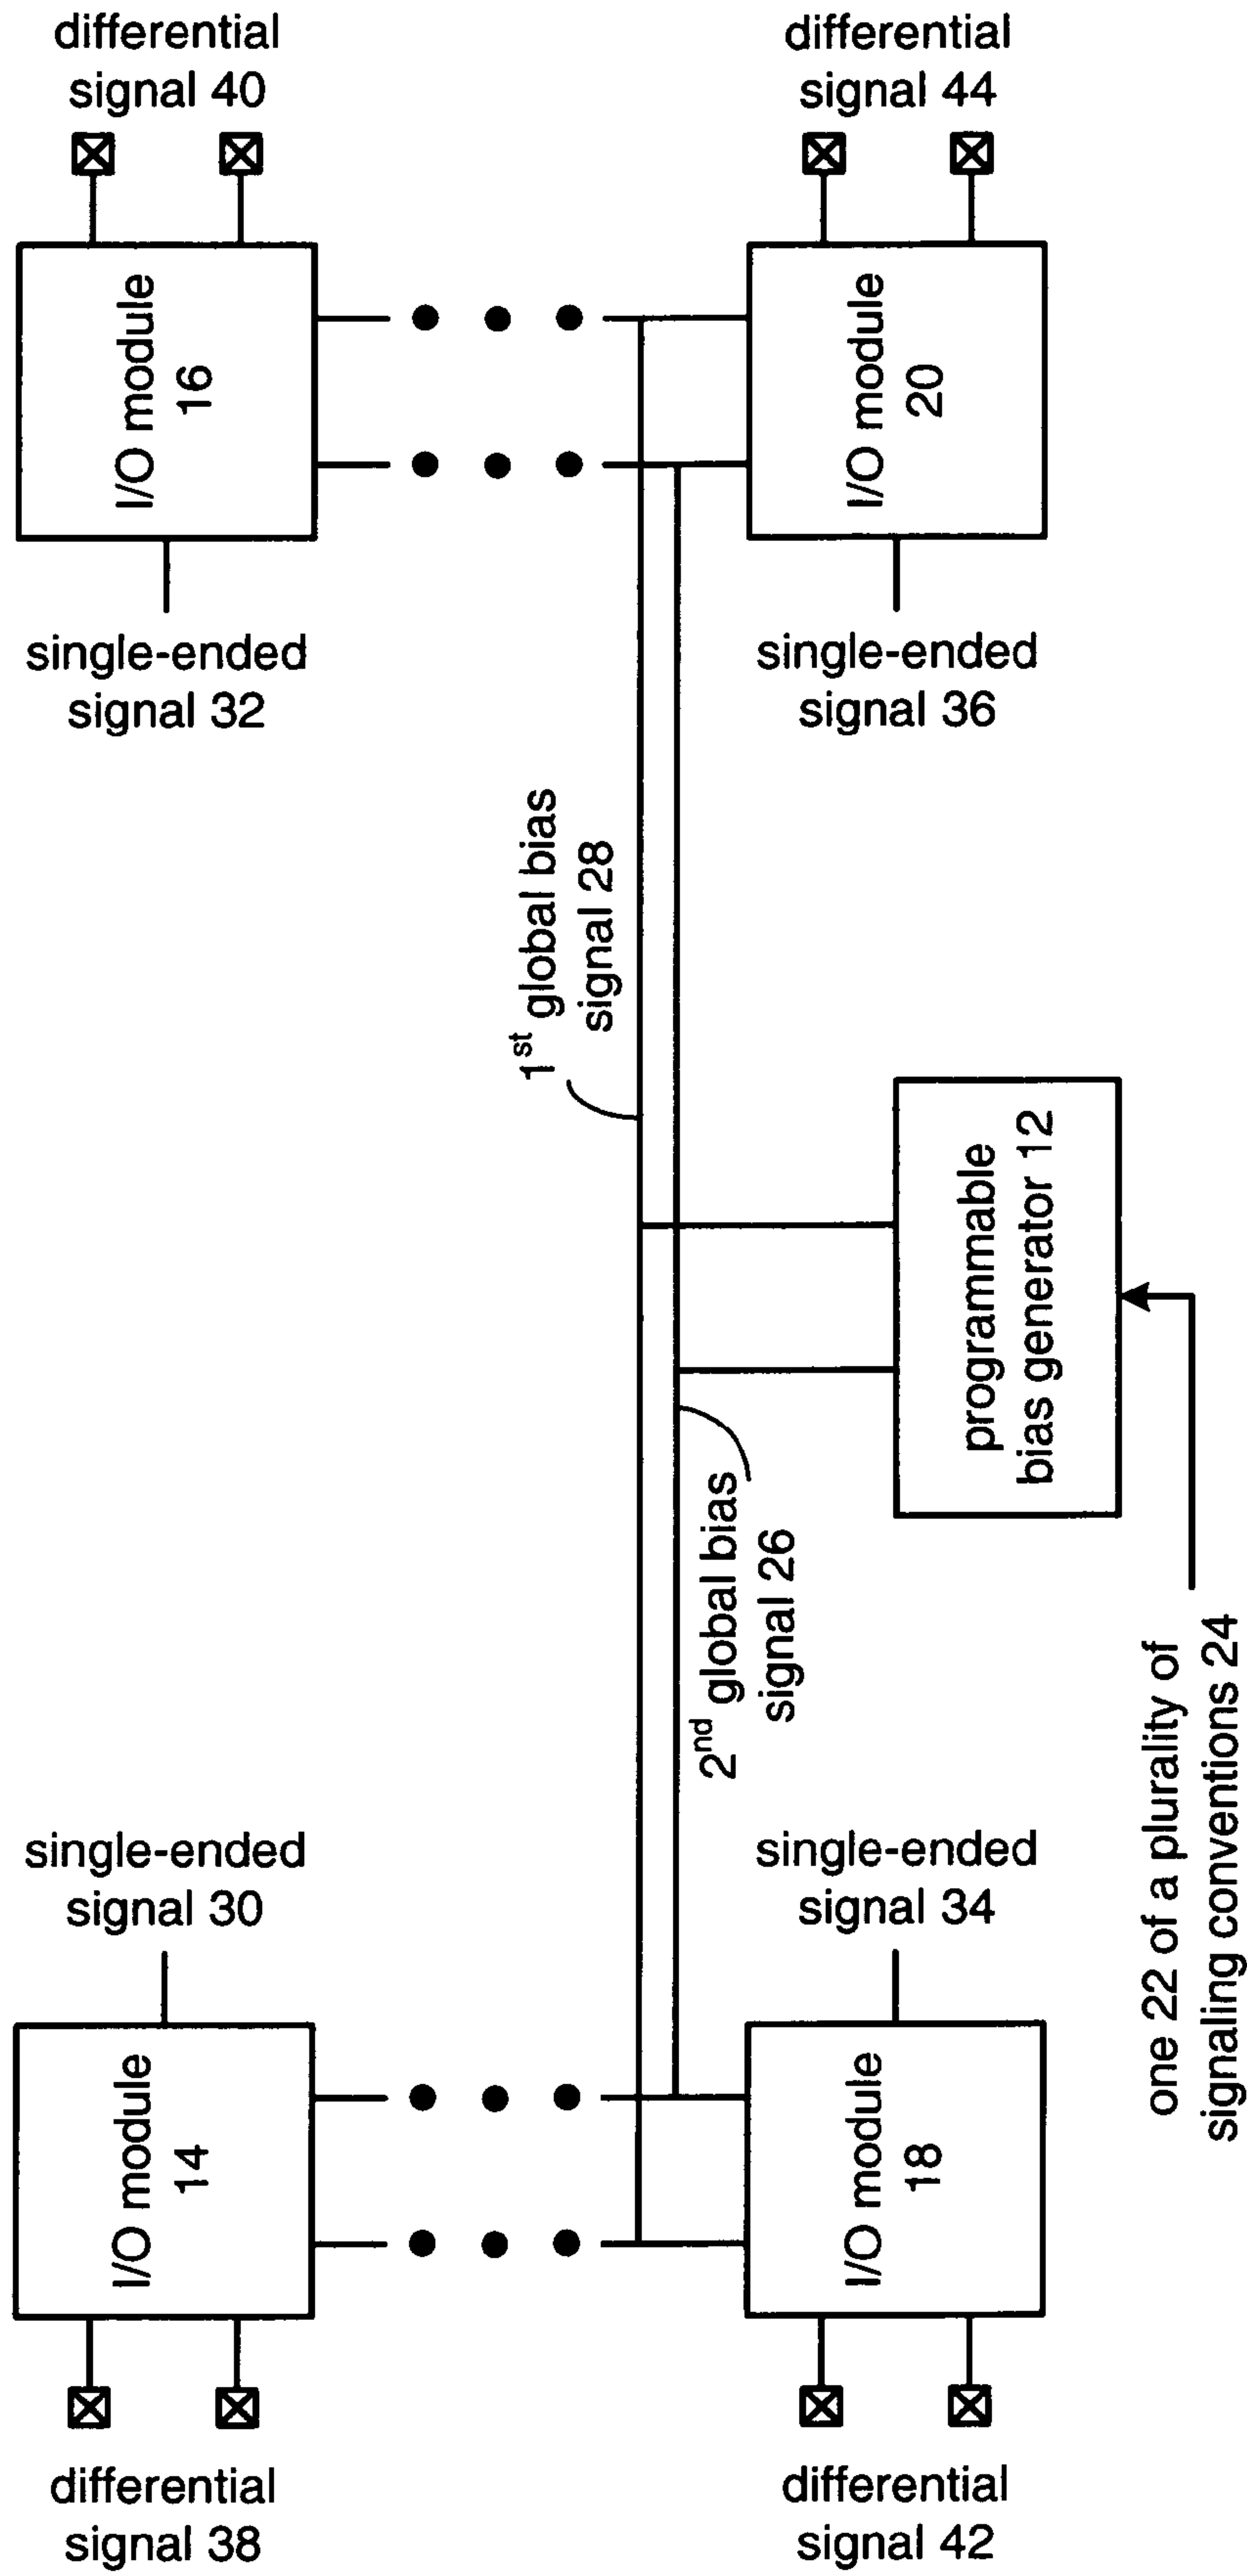 differential
signal 40
differential
signal 44
I/O module
16
I/O module
20
single-ended
signal 32
single-ended
signal 36
1st global bias
signal 28
programmable
bias generator 12
2nd global bias
signal 26
one 22 of a plurality of
signaling conventions 24
single-ended
signal 30
single-ended
signal 34
I/O module
14
I/O module
18
differential
signal 38
differential
signal 42